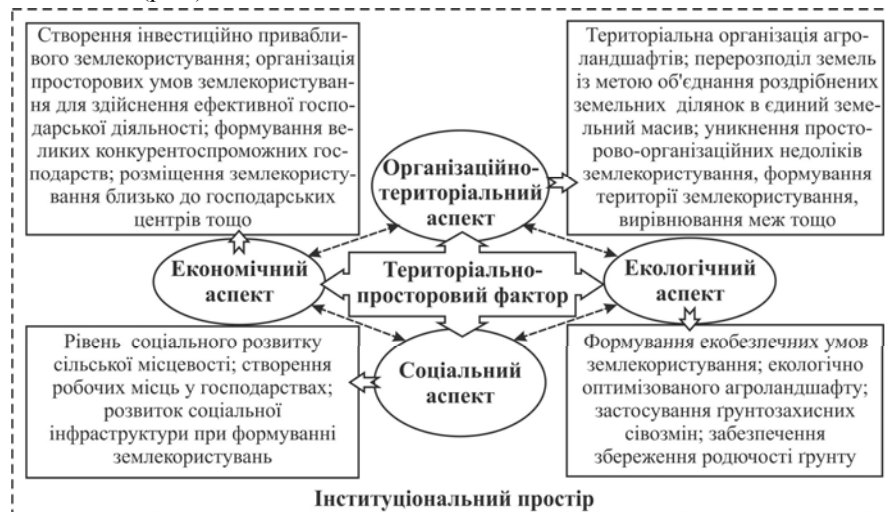 Створення інвестиційно привабли-
вого землекористування; організація
просторових умов землекористуван-
ня для здійснення ефективної госпо-
дарської діяльності; формування ве-
ликих конкурентоспроможних гос-
подарств; розміщення землекористу-
вання близько до господарських
центрів тощо
Територіальна організація агро-
ландшафтів; перерозподіл земель
із метою об'єднання роздрібнених
земельних ділянок в єдиний земе-
льний масив; уникнення просто-
рово-організаційних недоліків
землекористування, формування
території землекористування,
вирівнювання меж тощо
Організаційно-
територіальний
аспект
Економічний
аспект
Територіально-
просторовий фактор
Екологічний
аспект
Соціальний
аспект
Рівень соціального розвитку
сільської місцевості; створення
робочих місць у господарствах;
розвиток соціальної
інфраструктури при формуванні
землекористувань
Формування екобезпечних умов
землекористування; екологічно
оптимізованого агроландшафту;
застосування ґрунтозахисних
сівозмін; забезпечення
збереження родючості ґрунту
Інституціональний простір